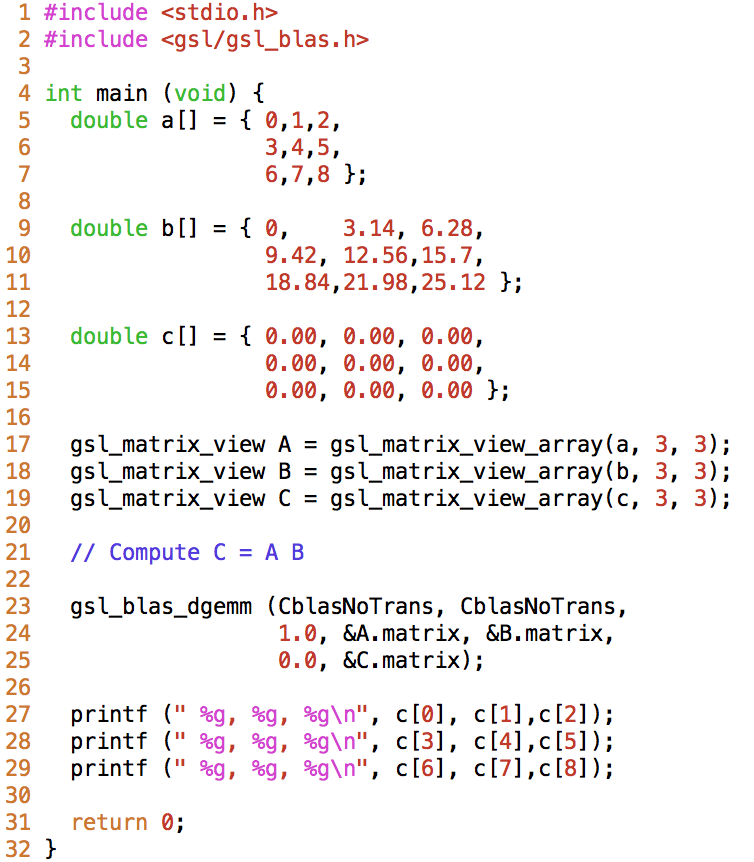 1 #include <stdio.h>
2 #include <gsl/gsl_blas.h>
3
4 int main (void) {
5   double a[] = { 0,1,2,
6                  3,4,5,
7                  6,7,8 };
8
9   double b[] = { 0,    3.14, 6.28,
10                  9.42, 12.56,15.7,
11                  18.84,21.98,25.12 };
12
13   double c[] = { 0.00, 0.00, 0.00,
14                  0.00, 0.00, 0.00,
15                  0.00, 0.00, 0.00 };
16
17   gsl_matrix_view A = gsl_matrix_view_array(a, 3, 3);
18   gsl_matrix_view B = gsl_matrix_view_array(b, 3, 3);
19   gsl_matrix_view C = gsl_matrix_view_array(c, 3, 3);
20
21   // Compute C = A B
22
23   gsl_blas_dgemm (CblasNoTrans, CblasNoTrans,
24                   1.0, &A.matrix, &B.matrix,
25                   0.0, &C.matrix);
26
27   printf (" %g, %g, %g\n", c[0], c[1],c[2]);
28   printf (" %g, %g, %g\n", c[3], c[4],c[5]);
29   printf (" %g, %g, %g\n", c[6], c[7],c[8]);
30
31   return 0;
32 }